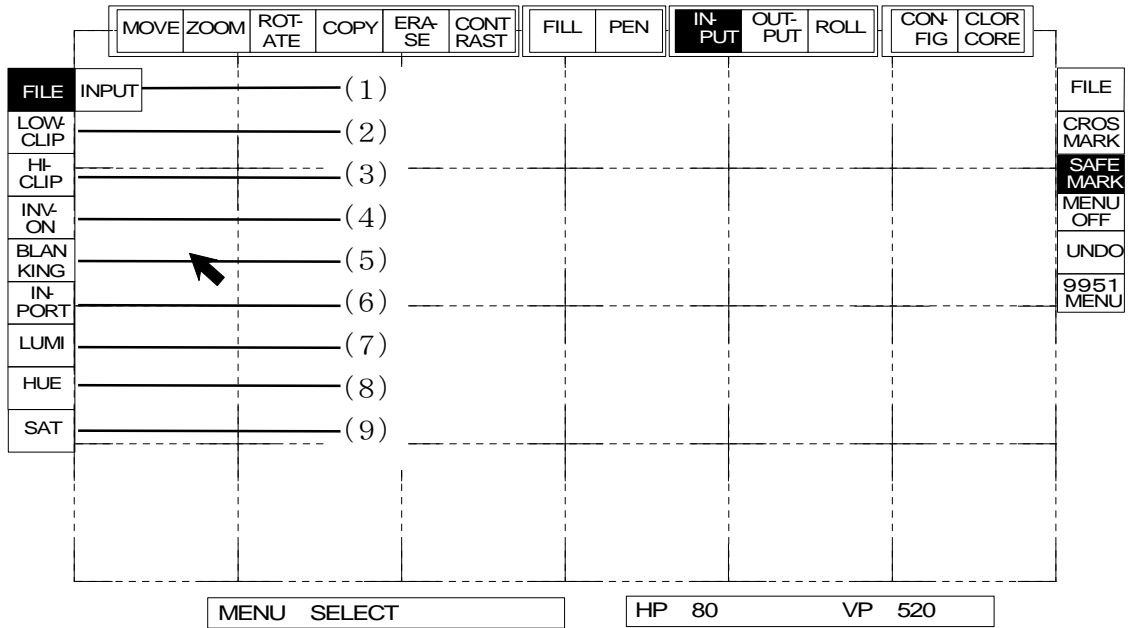 MOVE ZOOM ROT- COPY ERA- CONT FILL PEN IN- OUT- ROLL CON- CLOR
ATE SE RAST PUT PUT FIG CORE
FILE INPUT (1) FILE
LOW- (2) CROS
CLIP MARK
HI- (3) SAFE
CLIP MARK
INV- (4) MENU
ON OFF
BLAN (5) UNDO
KING
IN- (6) 9951
PORT MENU
LUMI (7)
HUE (8)
SAT (9)
MENU SELECT HP 80 VP 520